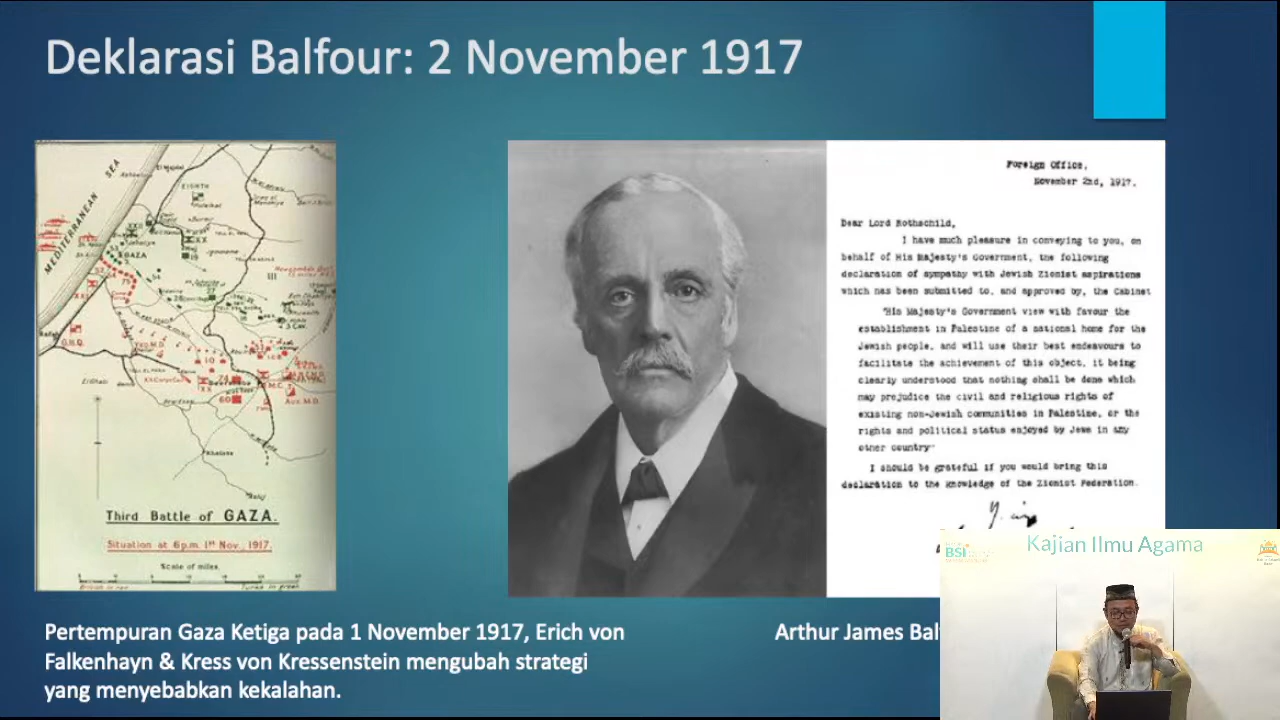 Deklarasi Balfour: 2 November 1917
MEDITERRANEAN SEA
EIGHTH
GAZA
G.H.Q.
Third Battle of GAZA.
Situation at 6 p.m. 1st Nov., 1917.
Scale of miles.
Foreign Office,
November 2nd, 1917.
Dear Lord Rothschild,
I have much pleasure in conveying to you, on
behalf of His Majesty's Government, the following
declaration of sympathy with Jewish Zionist aspirations
which has been submitted to, and approved by, the Cabinet
"His Majesty's Government view with favour the
establishment in Palestine of a national home for the
Jewish people, and will use their best endeavours to
facilitate the achievement of this object, it being
clearly understood that nothing shall be done which
may prejudice the civil and religious rights of
existing non-Jewish communities in Palestine, or the
rights and political status enjoyed by Jews in any
other country"
I should be grateful if you would bring this
declaration to the knowledge of the Zionist Federation.
Pertempuran Gaza Ketiga pada 1 November 1917, Erich von
Falkenhayn & Kress von Kressenstein mengubah strategi
yang menyebabkan kekalahan.
Arthur James Bal
BSI
Kajian Ilmu Agama